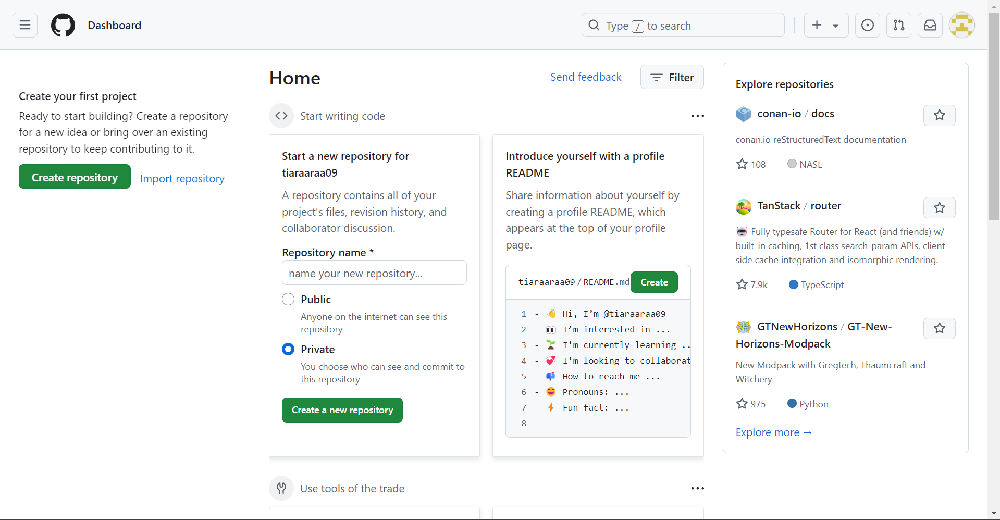 Dashboard
Type / to search
Create your first project
Ready to start building? Create a repository
for a new idea or bring over an existing
repository to keep contributing to it.
Create repository
Import repository
Home
Send feedback
Filter
Start writing code
Start a new repository for
tiaraaraa09
A repository contains all of your
project's files, revision history, and
collaborator discussion.
Repository name *
name your new repository...
Public
Anyone on the internet can see this
repository
Private
You choose who can see and commit to
this repository
Create a new repository
Introduce yourself with a profile
README
Share information about yourself by
creating a profile README, which
appears at the top of your profile
page.
tiaraaraa09 / README.md
Create
1 - 👋 Hi, I’m @tiaraaraa09
2 - 👀 I’m interested in ...
3 - 🌱 I’m currently learning ..
4 - 💞️ I’m looking to collaborat
5 - 📫 How to reach me ...
6 - 😄 Pronouns: ...
7 - ⚡ Fun fact: ...
8
Use tools of the trade
Explore repositories
conan-io / docs
conan.io reStructuredText documentation
108
NASL
TanStack / router
🤖 Fully typesafe Router for React (and friends) w/
built-in caching, 1st class search-param APIs, client-
side cache integration and isomorphic rendering.
7.9k
TypeScript
GTNewHorizons / GT-New-
Horizons-Modpack
New Modpack with Gregtech, Thaumcraft and
Witchery
975
Python
Explore more →